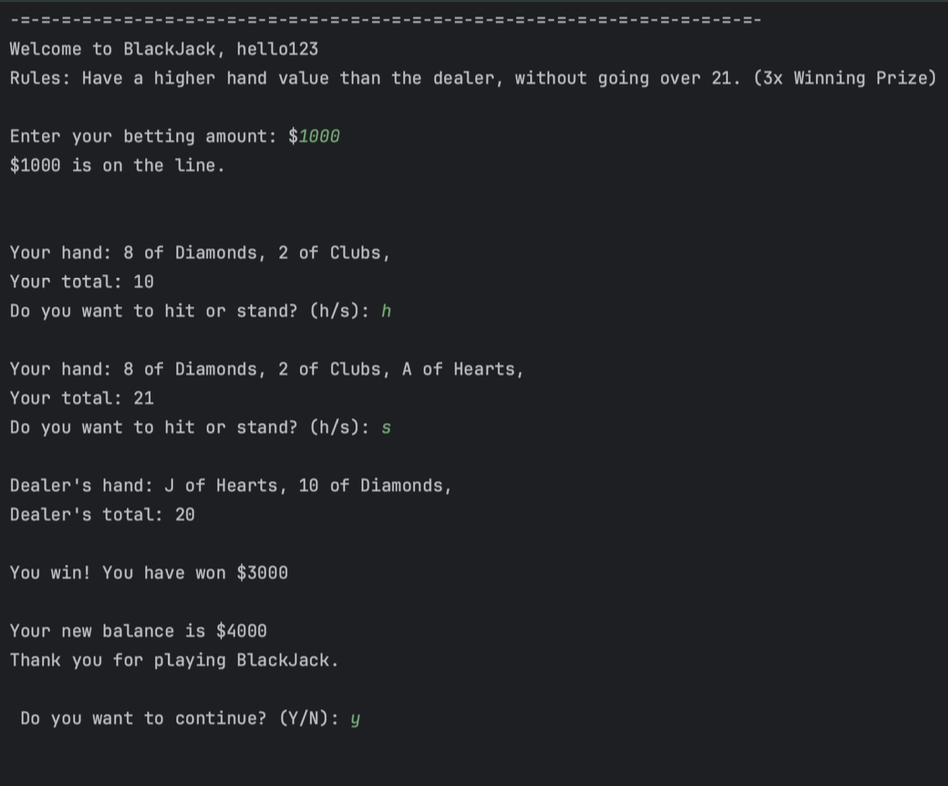 -=-=-=-=-=-=-=-=-=-=-=-=-=-=-=-=-=-=-=-=-=-=-=-=-=-=-=-=-=-=-=-=-=-=-=-=-
Welcome to BlackJack, hello123
Rules: Have a higher hand value than the dealer, without going over 21. (3x Winning Prize)
Enter your betting amount: $1000
$1000 is on the line.
Your hand: 8 of Diamonds, 2 of Clubs,
Your total: 10
Do you want to hit or stand? (h/s): h
Your hand: 8 of Diamonds, 2 of Clubs, A of Hearts,
Your total: 21
Do you want to hit or stand? (h/s): s
Dealer's hand: J of Hearts, 10 of Diamonds,
Dealer's total: 20
You win! You have won $3000
Your new balance is $4000
Thank you for playing BlackJack.
Do you want to continue? (Y/N): y